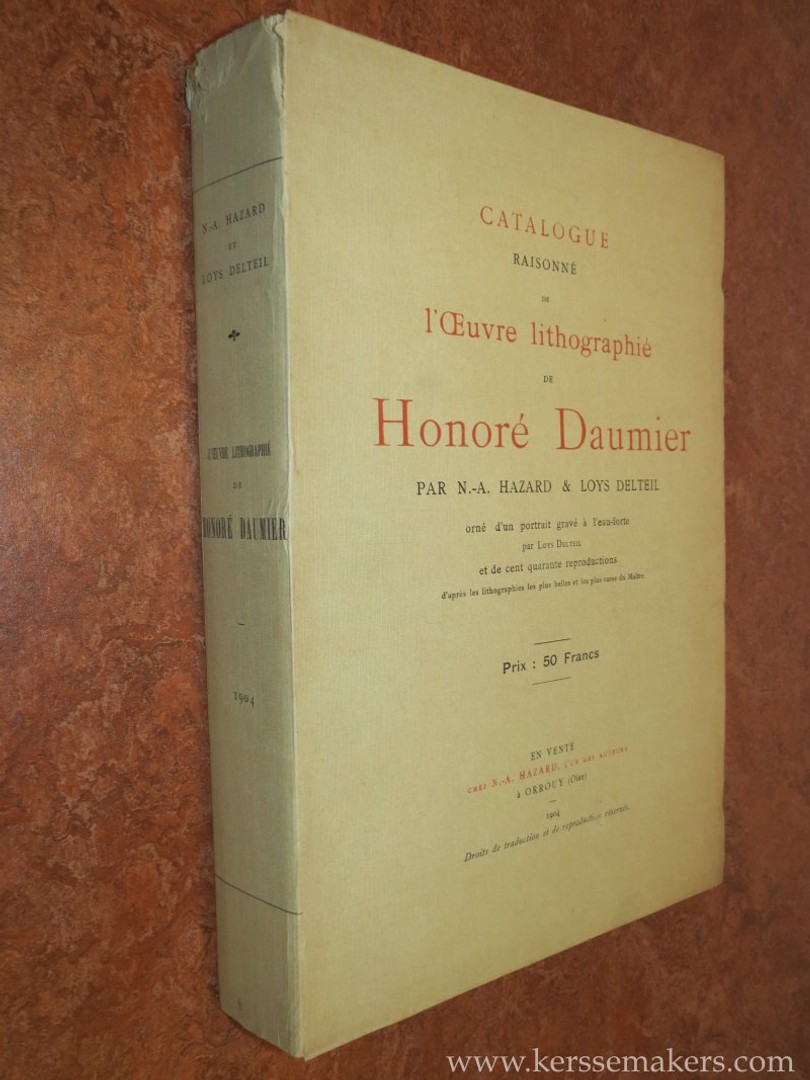 N.-A. HAZARD
ET
LOYS DELTEIL
L'ŒUVRE LITHOGRAPHIÉ
DE
HONORÉ DAUMIER
1904
CATALOGUE
RAISONNÉ
DE
l'Œuvre lithographié
DE
Honoré Daumier
PAR N.-A. HAZARD & LOYS DELTEIL
orné d'un portrait gravé à l'eau-forte
par LOYS DELTEIL
et de cent quarante reproductions
d'après les lithographies les plus belles et les plus rares du Maître
Prix : 50 Francs
EN VENTE
CHEZ N.-A. HAZARD, L'UN DES AUTEURS
à ORROUY (Oise)
1904
Droits de traduction et de reproduction réservés.
www.kerssemakers.com